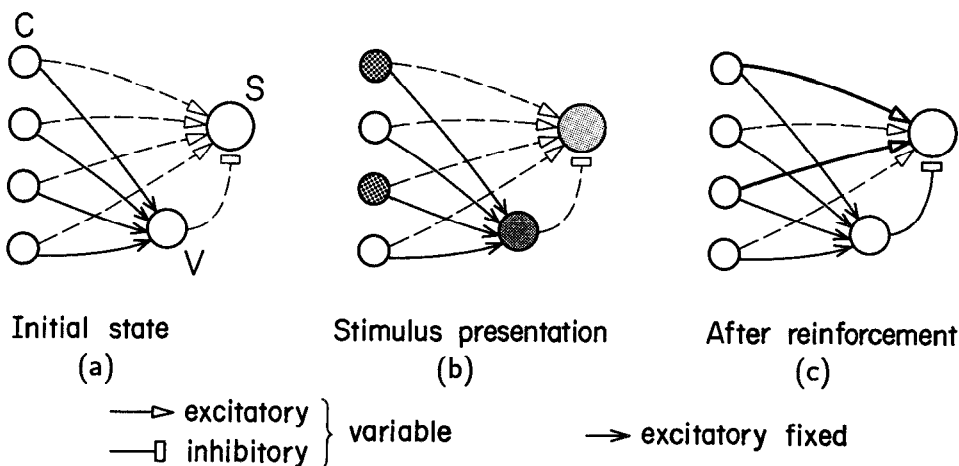 C
S
V
Initial state
(a)
Stimulus presentation
(b)
After reinforcement
(c)
excitatory
inhibitory
variable
excitatory fixed